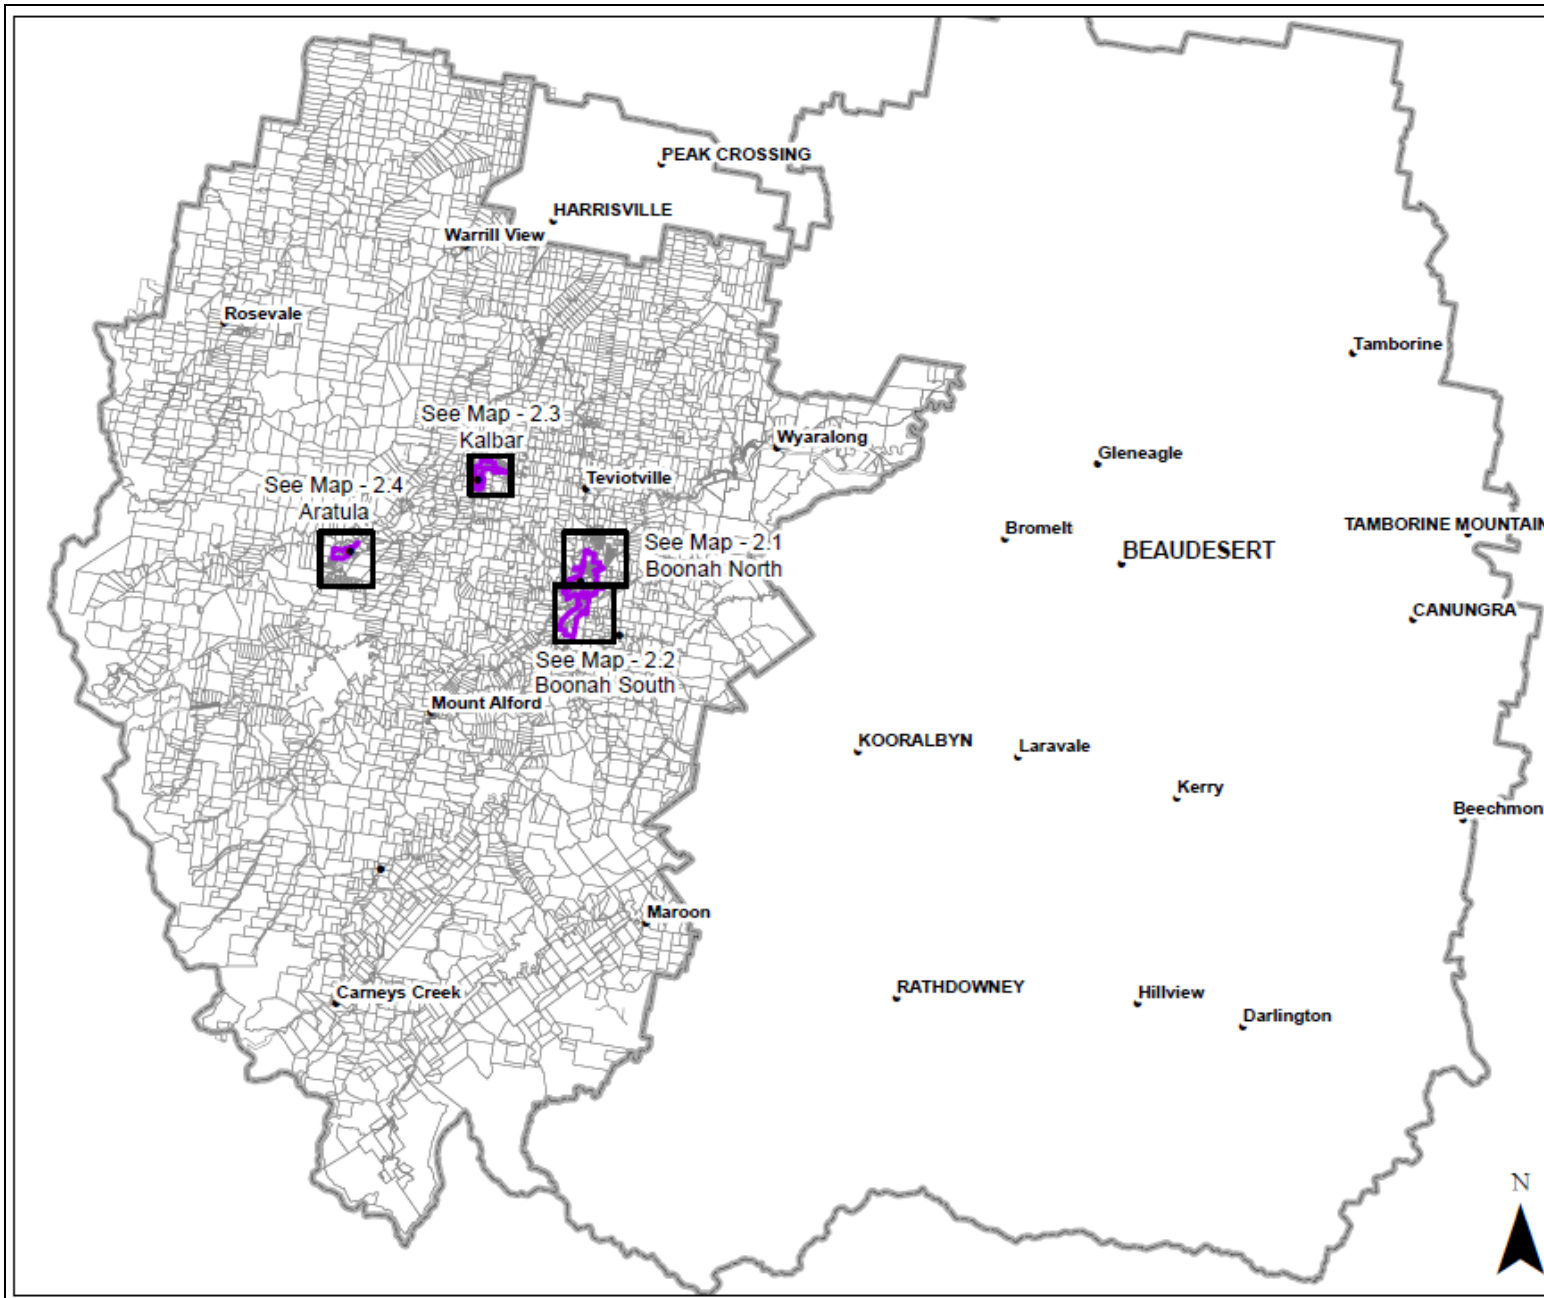 PEAK CROSSING
HARRISVILLE
Warrill View
Rosevale
Tamborine
See Map - 2.3
Kalbar
Wyaralong
Gleneagle
Teviotville
See Map - 2.4
Aratula
Bromelt
TAMBORINE MOUNTAIN
See Map - 2.1
Boonah North
BEAUDESERT
CANUNGRA
See Map - 2.2
Boonah South
Mount Alford
KOORALBYN
Laravale
Kerry
Beechmon
Maroon
RATHDOWNEY
Carneys Creek
Hillview
Darlington
N